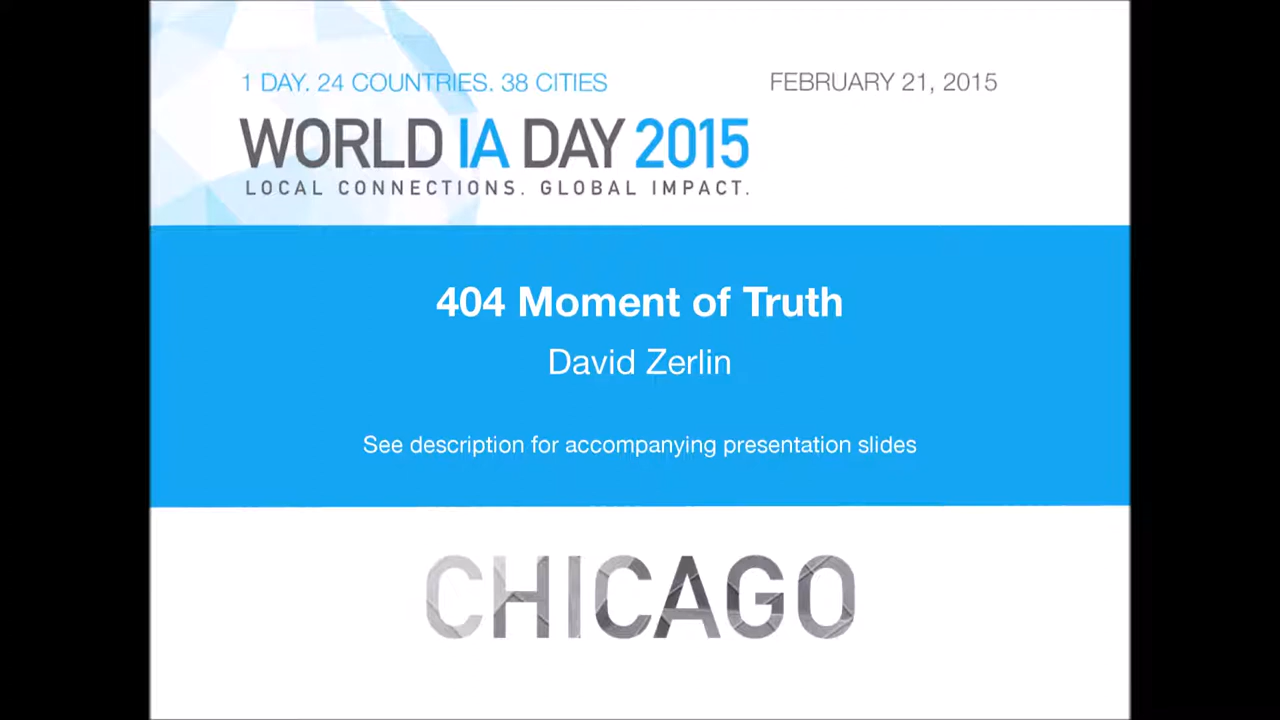 1 DAY. 24 COUNTRIES. 38 CITIES
FEBRUARY 21, 2015
WORLD IA DAY 2015
LOCAL CONNECTIONS. GLOBAL IMPACT.
404 Moment of Truth
David Zerlin
See description for accompanying presentation slides
CHICAGO